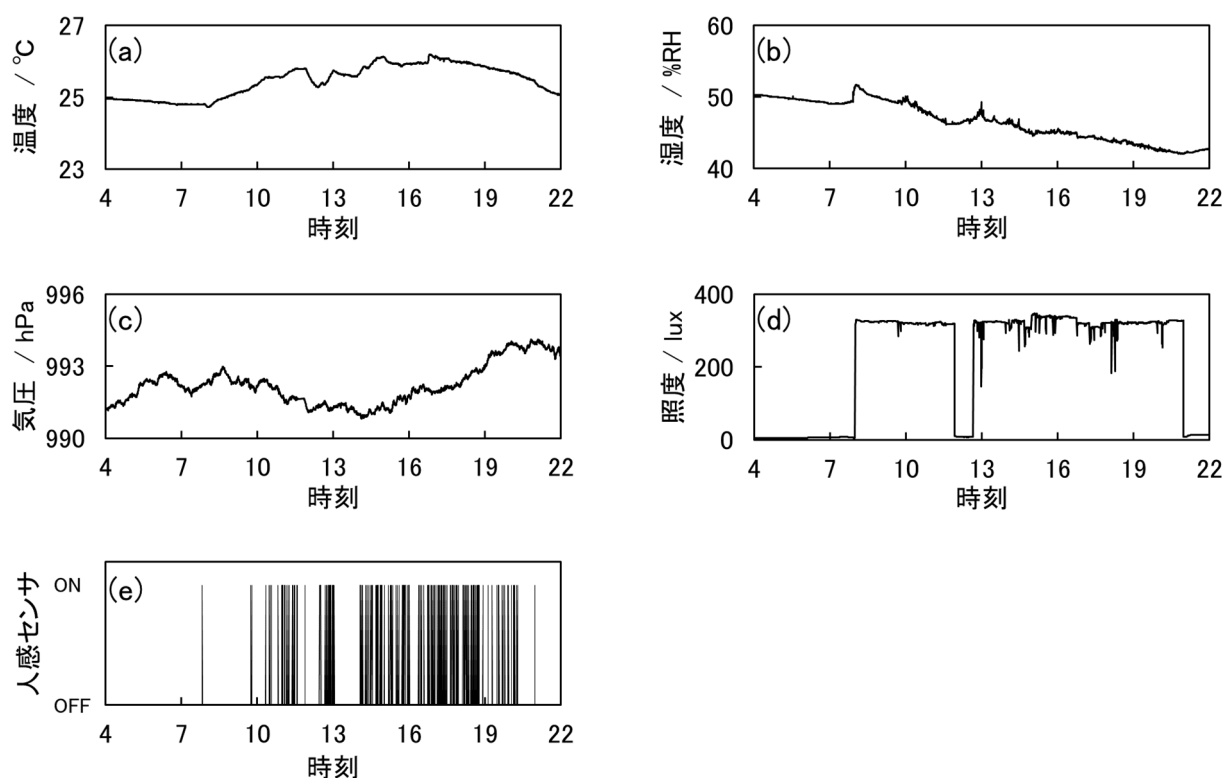 (a)
温度 / ℃
27
25
23
4 7 10 13 16 19 22
時刻
(b)
湿度 / %RH
60
50
40
4 7 10 13 16 19 22
時刻
(c)
気圧 / hPa
996
993
990
4 7 10 13 16 19 22
時刻
(d)
照度 / lux
400
200
0
4 7 10 13 16 19 22
時刻
(e)
人感センサ
ON
OFF
4 7 10 13 16 19 22
時刻